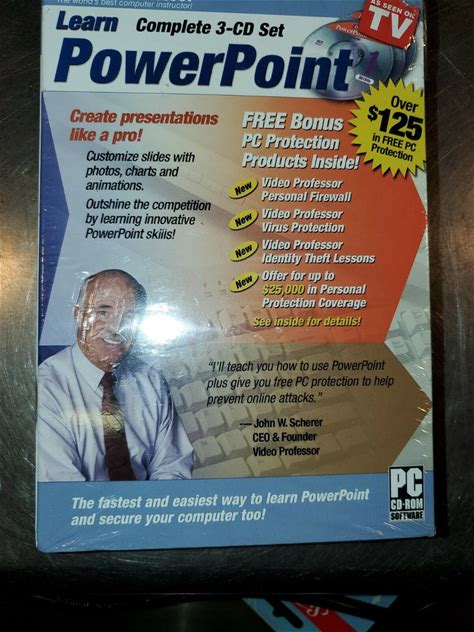 The world's best computer instructor!
Learn Complete 3-CD Set
PowerPoint
AS SEEN ON
TV
Over
$125
in FREE PC
Protection
Create presentations
like a pro!
Customize slides with
photos, charts and
animations.
Outshine the competition
by learning innovative
PowerPoint skills!
FREE Bonus
PC Protection
Products Inside!
New Video Professor
Personal Firewall
New Video Professor
Virus Protection
New Video Professor
Identity Theft Lessons
New Offer for up to
$25,000 in Personal
Protection Coverage
See inside for details!
"I'll teach you how to use PowerPoint
plus give you free PC protection to help
prevent online attacks."
— John W. Scherer
CEO & Founder
Video Professor
PC
CD-ROM
SOFTWARE
The fastest and easiest way to learn PowerPoint
and secure your computer too!